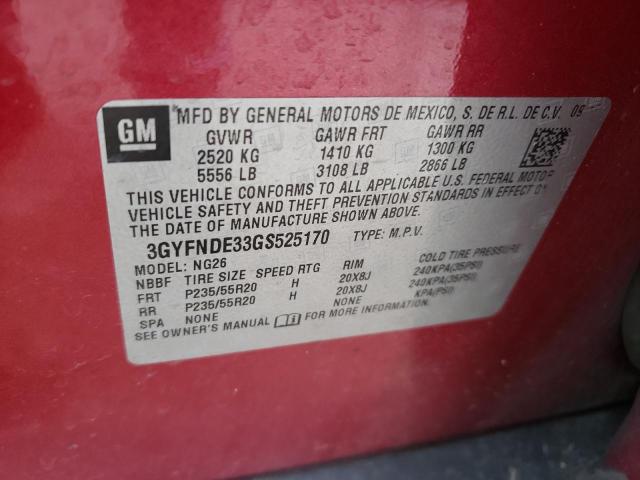 GM
*MFD BY GENERAL MOTORS DE MEXICO, S. DE R.L. DE C.V. 09
GVWR GAWR FRT GAWR RR
2520 KG 1410 KG 1300 KG
5556 LB 3108 LB 2866 LB
THIS VEHICLE CONFORMS TO ALL APPLICABLE U.S. FEDERAL MOTOR
VEHICLE SAFETY AND THEFT PREVENTION STANDARDS IN EFFECT ON
THE DATE OF MANUFACTURE SHOWN ABOVE.
3GYFNDE33GS525170 TYPE: M.P.V.
MODEL: NG26
NBBF TIRE SIZE SPEED RTG RIM COLD TIRE PRESSURE
FRT P235/55R20 H 20X8J 240KPA(35PSI)
RR P235/55R20 H 20X8J 240KPA(35PSI)
SPA NONE NONE KPA(PSI)
SEE OWNER'S MANUAL FOR MORE INFORMATION.